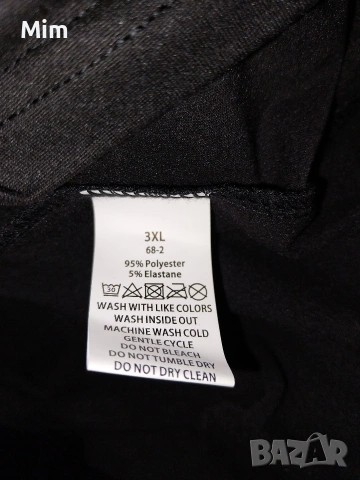 Mim
3XL
68-2
95% Polyester
5% Elastane
30
WASH WITH LIKE COLORS
WASH INSIDE OUT
MACHINE WASH COLD
GENTLE CYCLE
DO NOT BLEACH
DO NOT TUMBLE DRY
DO NOT DRY CLEAN
BAZAR